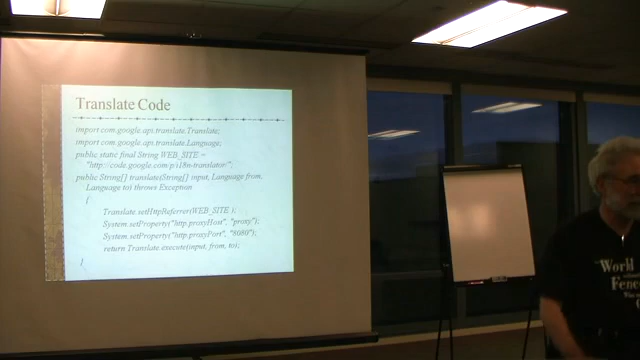 Translate Code
import com.google.api.translate.Translate;
import com.google.api.translate.Language;
public static final String WEB_SITE =
"http://code.google.com/p/i18n-translator/";
public String[] translate(String[] input, Language from,
Language to) throws Exception
{
Translate.setHttpReferrer(WEB_SITE );
System.setProperty("http.proxyHost", "proxy");
System.setProperty("http.proxyPort", "8080");
return Translate.execute(input, from, to);
}
World
Fence